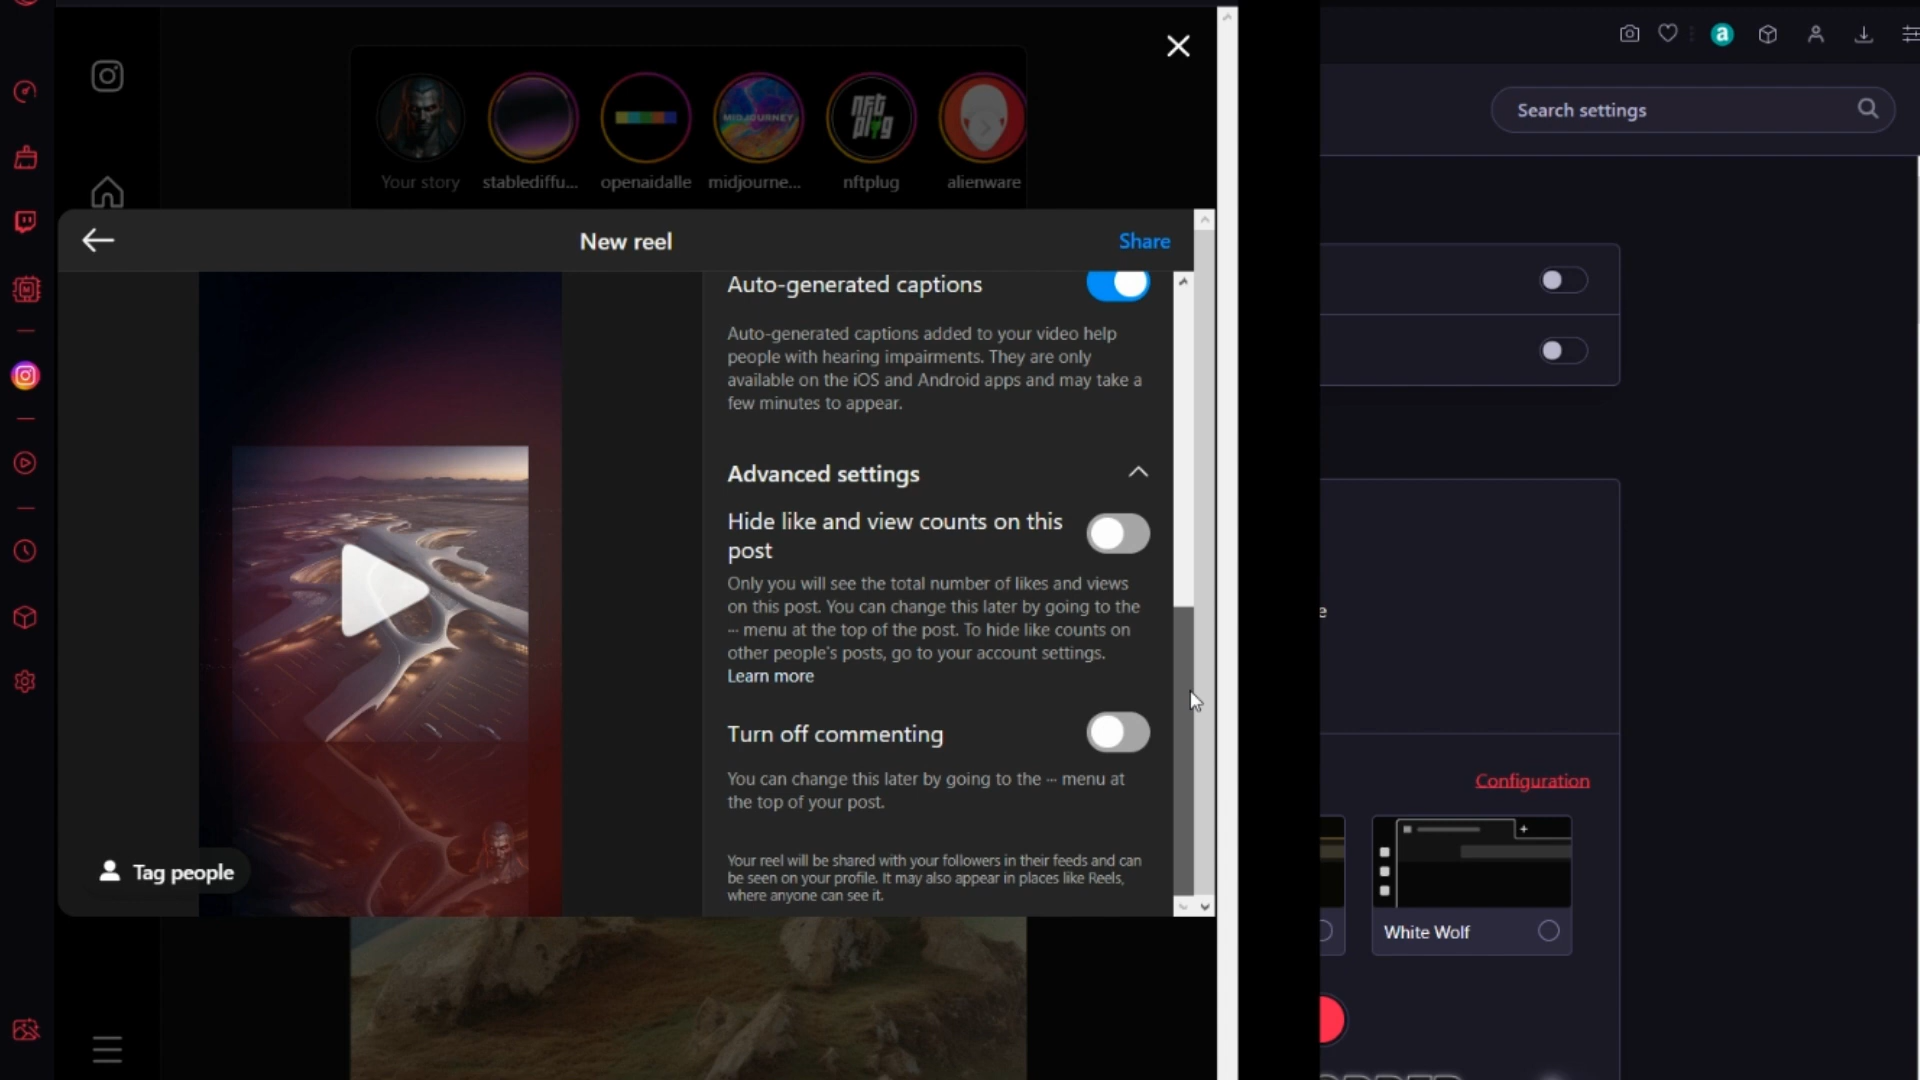 a
Search settings
MIDJOURNEY
nft
plug
Your story
stablediffu...
openaidalle
midjourne...
nftplug
alienware
New reel
Share
Auto-generated captions
Auto-generated captions added to your video help
people with hearing impairments. They are only
available on the iOS and Android apps and may take a
few minutes to appear.
Advanced settings
Hide like and view counts on this
post
Only you will see the total number of likes and views
on this post. You can change this later by going to the
··· menu at the top of the post. To hide like counts on
other people's posts, go to your account settings.
Learn more
Turn off commenting
You can change this later by going to the ··· menu at
the top of your post.
Your reel will be shared with your followers in their feeds and can
be seen on your profile. It may also appear in places like Reels,
where anyone can see it.
Tag people
e
Configuration
White Wolf